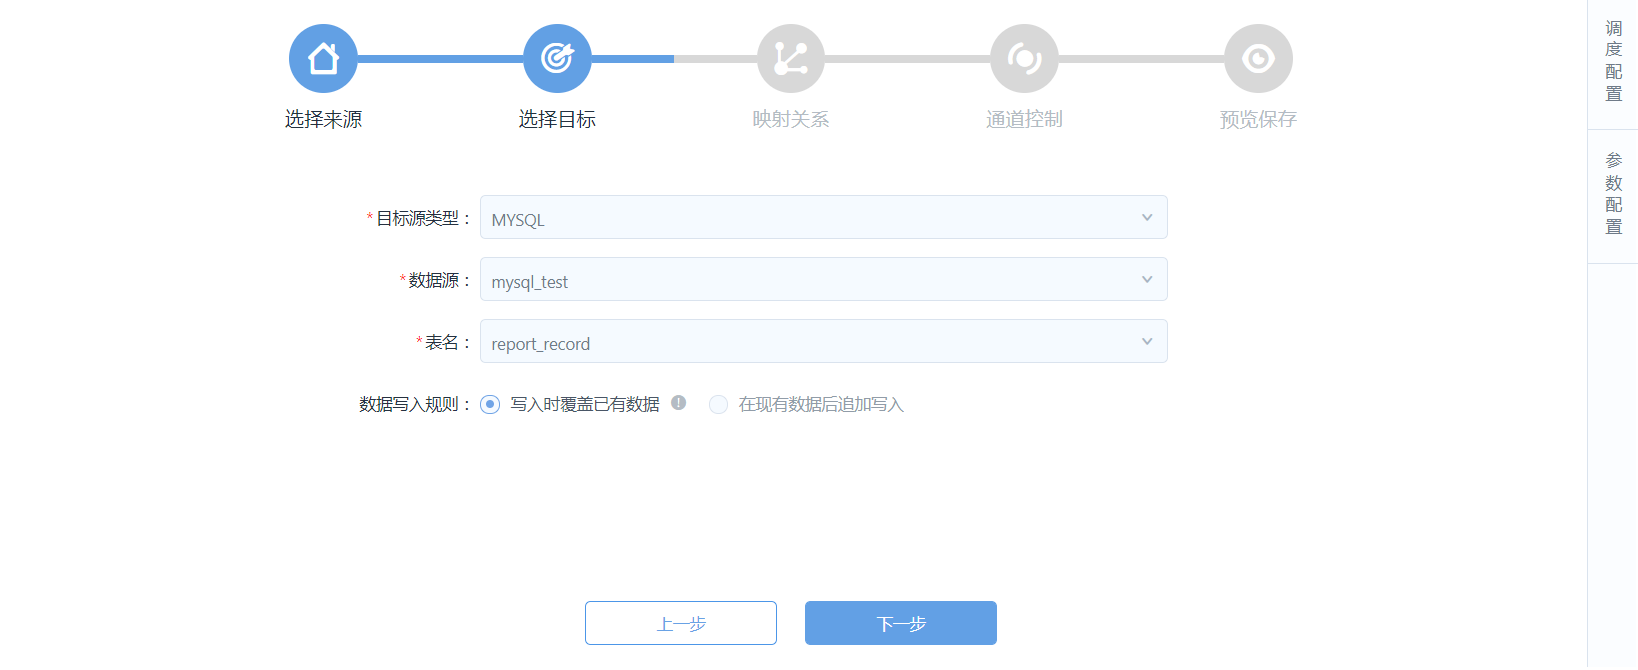 选择来源
选择目标
映射关系
通道控制
预览保存
*目标源类型：
MYSQL
*数据源：
mysql_test
*表名：
report_record
数据写入规则：
写入时覆盖已有数据
在现有数据后追加写入
上一步
下一步
调度配置
参数配置